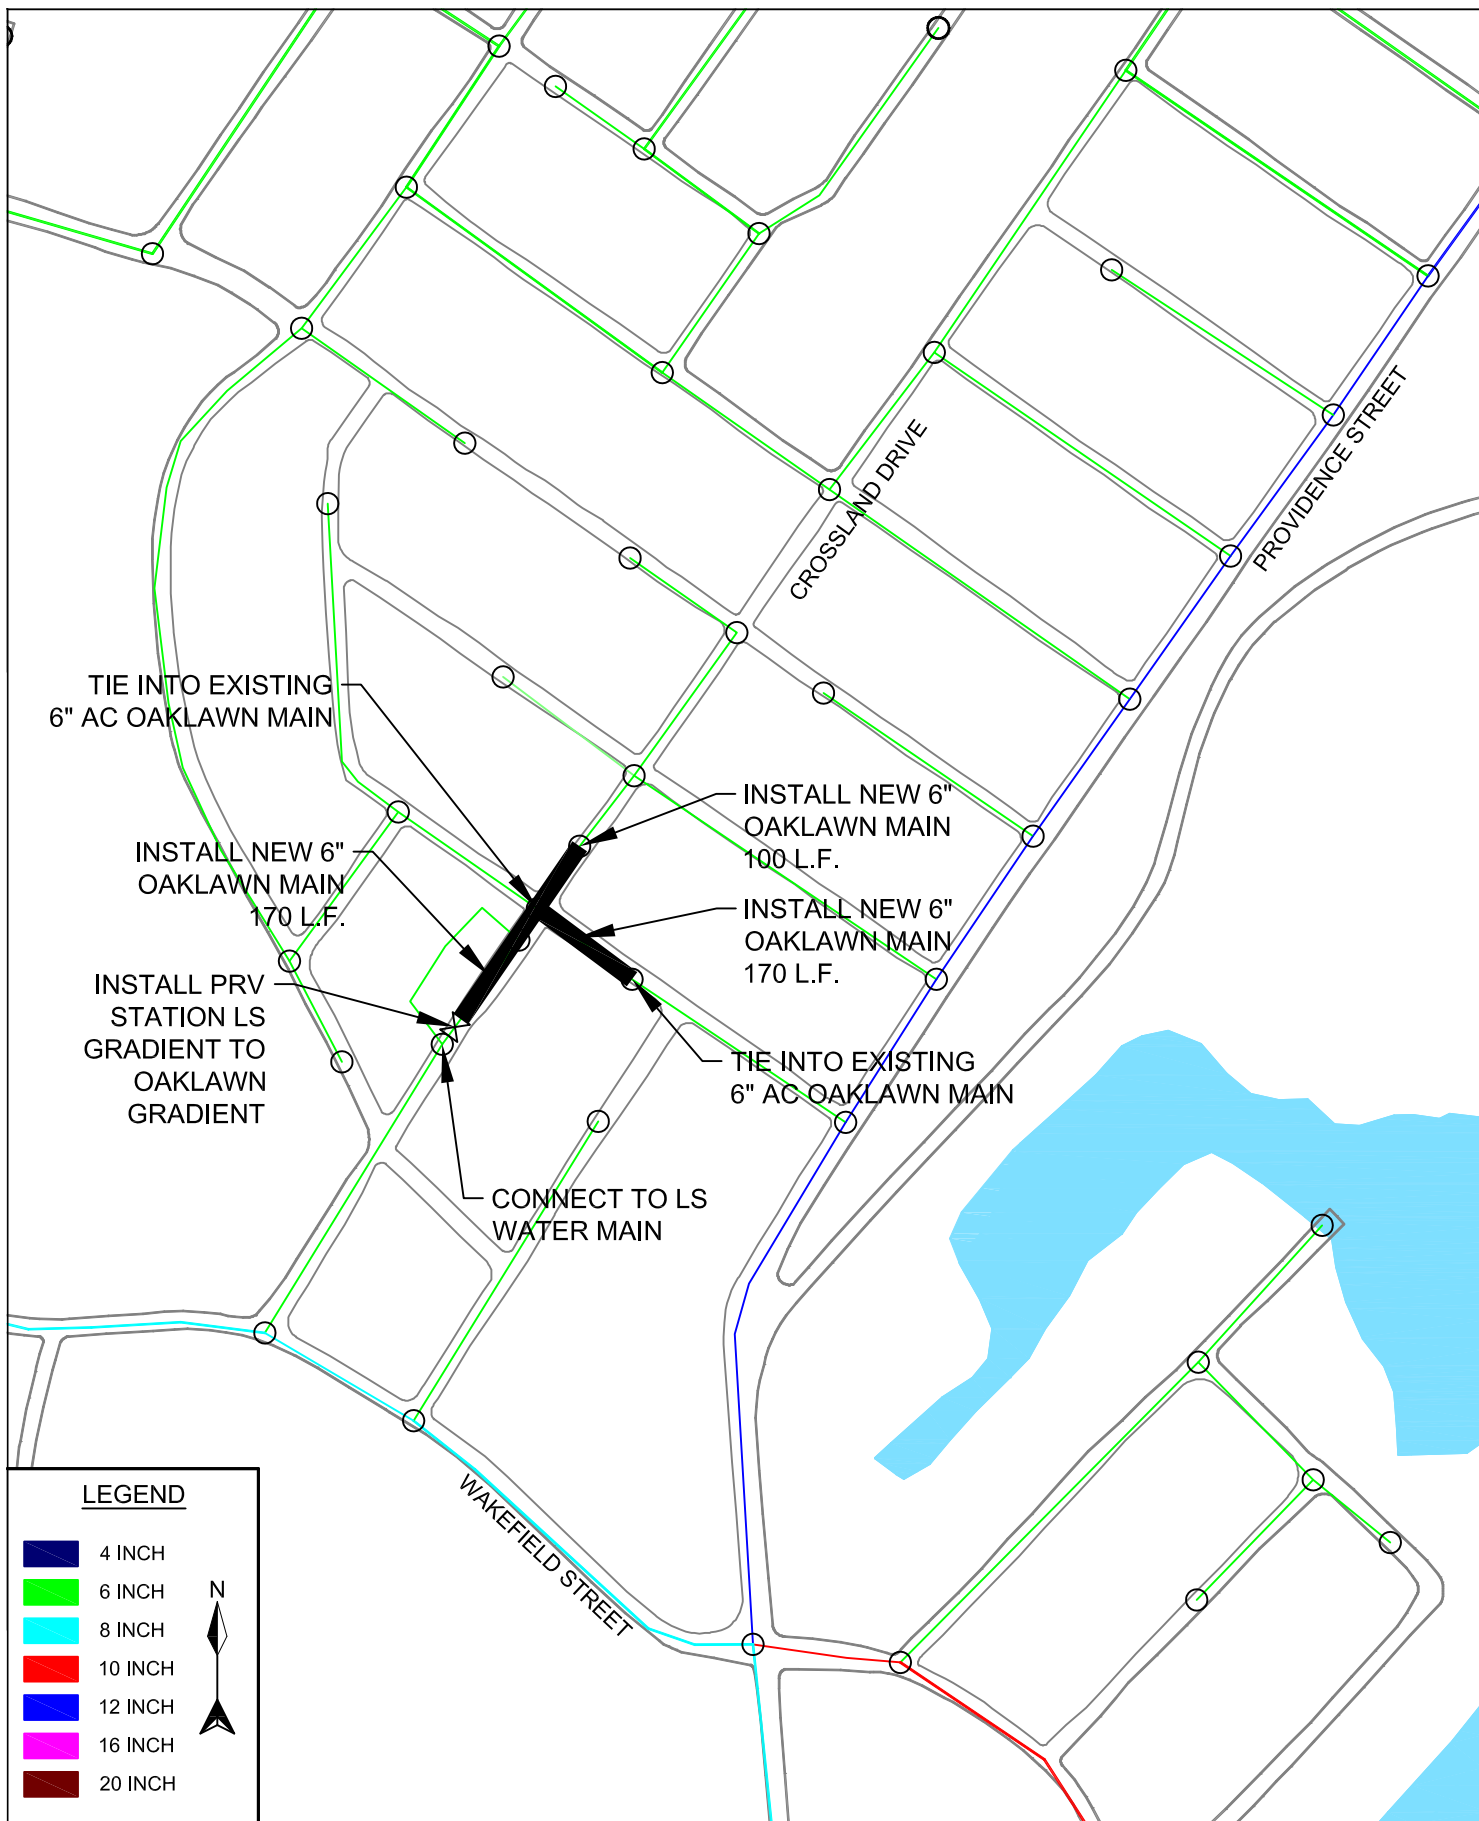 CROSSLAND DRIVE
PROVIDENCE STREET
TIE INTO EXISTING
6" AC OAKLAWN MAIN
INSTALL NEW 6"
OAKLAWN MAIN
100 L.F.
INSTALL NEW 6"
OAKLAWN MAIN
170 L.F.
INSTALL NEW 6"
OAKLAWN MAIN
170 L.F.
INSTALL PRV
STATION LS
GRADIENT TO
OAKLAWN
GRADIENT
TIE INTO EXISTING
6" AC OAKLAWN MAIN
CONNECT TO LS
WATER MAIN
WAKEFIELD STREET
LEGEND
4 INCH
6 INCH
8 INCH
10 INCH
12 INCH
16 INCH
20 INCH
N